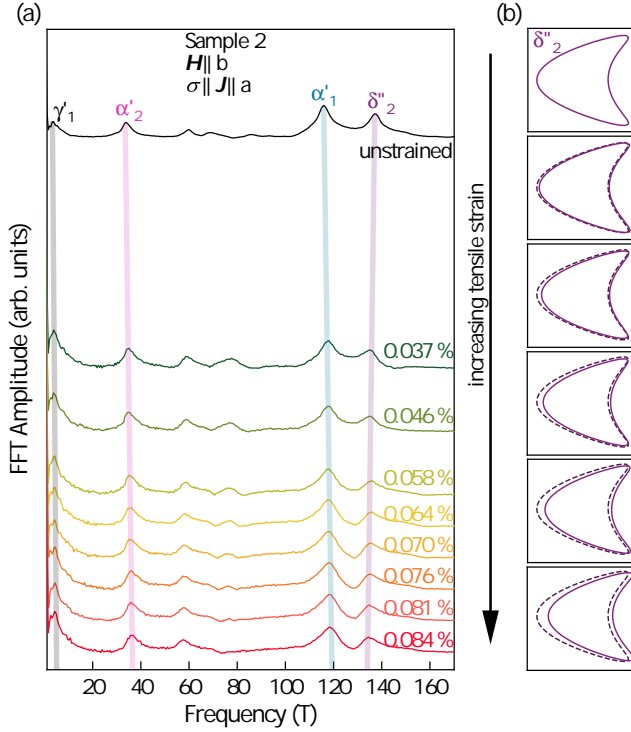 (a)
Sample 2
H || b
σ || J || a
γ'₁
α'₂
α'₁
δ"₂
unstrained
0.037 %
0.046 %
0.058 %
0.064 %
0.070 %
0.076 %
0.081 %
0.084 %
FFT Amplitude (arb. units)
20 40 60 80 100 120 140 160
Frequency (T)
increasing tensile strain
(b)
δ"₂